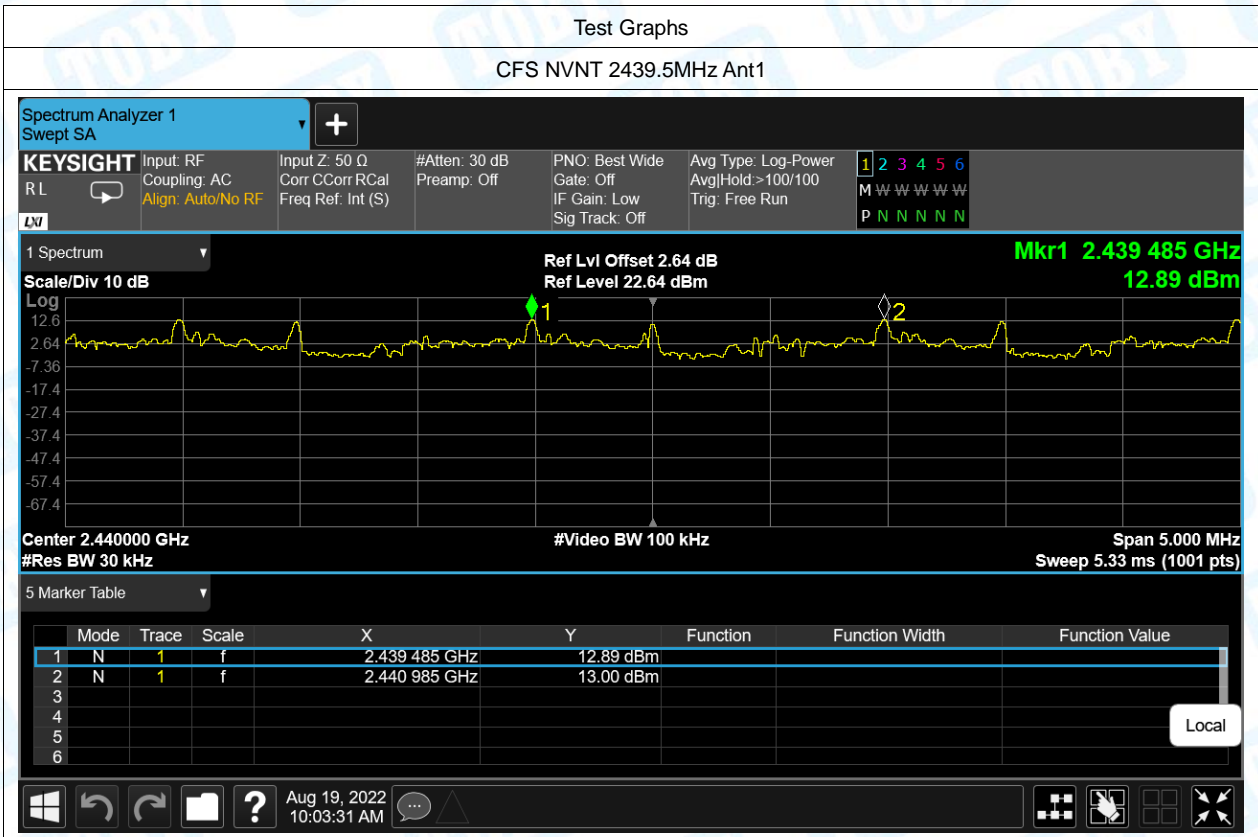 Test Graphs
CFS NVNT 2439.5MHz Ant1
Spectrum Analyzer 1
Swept SA
KEYSIGHT
R L
LXI
Input: RF
Coupling: AC
Align: Auto/No RF
Input Z: 50 Ω
Corr CCorr RCal
Freq Ref: Int (S)
#Atten: 30 dB
Preamp: Off
PNO: Best Wide
Gate: Off
IF Gain: Low
Sig Track: Off
Avg Type: Log-Power
Avg|Hold:>100/100
Trig: Free Run
1 2 3 4 5 6
M W W W W W
P N N N N N
1 Spectrum
Scale/Div 10 dB
Ref Lvl Offset 2.64 dB
Ref Level 22.64 dBm
Mkr1 2.439 485 GHz
12.89 dBm
Log
12.6
2.64
-7.36
-17.4
-27.4
-37.4
-47.4
-57.4
-67.4
1
2
Center 2.440000 GHz
#Res BW 30 kHz
#Video BW 100 kHz
Span 5.000 MHz
Sweep 5.33 ms (1001 pts)
5 Marker Table
Mode Trace Scale X Y Function Function Width Function Value
1 N 1 f 2.439 485 GHz 12.89 dBm
2 N 1 f 2.440 985 GHz 13.00 dBm
3
4
5
6
Local
?
Aug 19, 2022
10:03:31 AM
TOBY